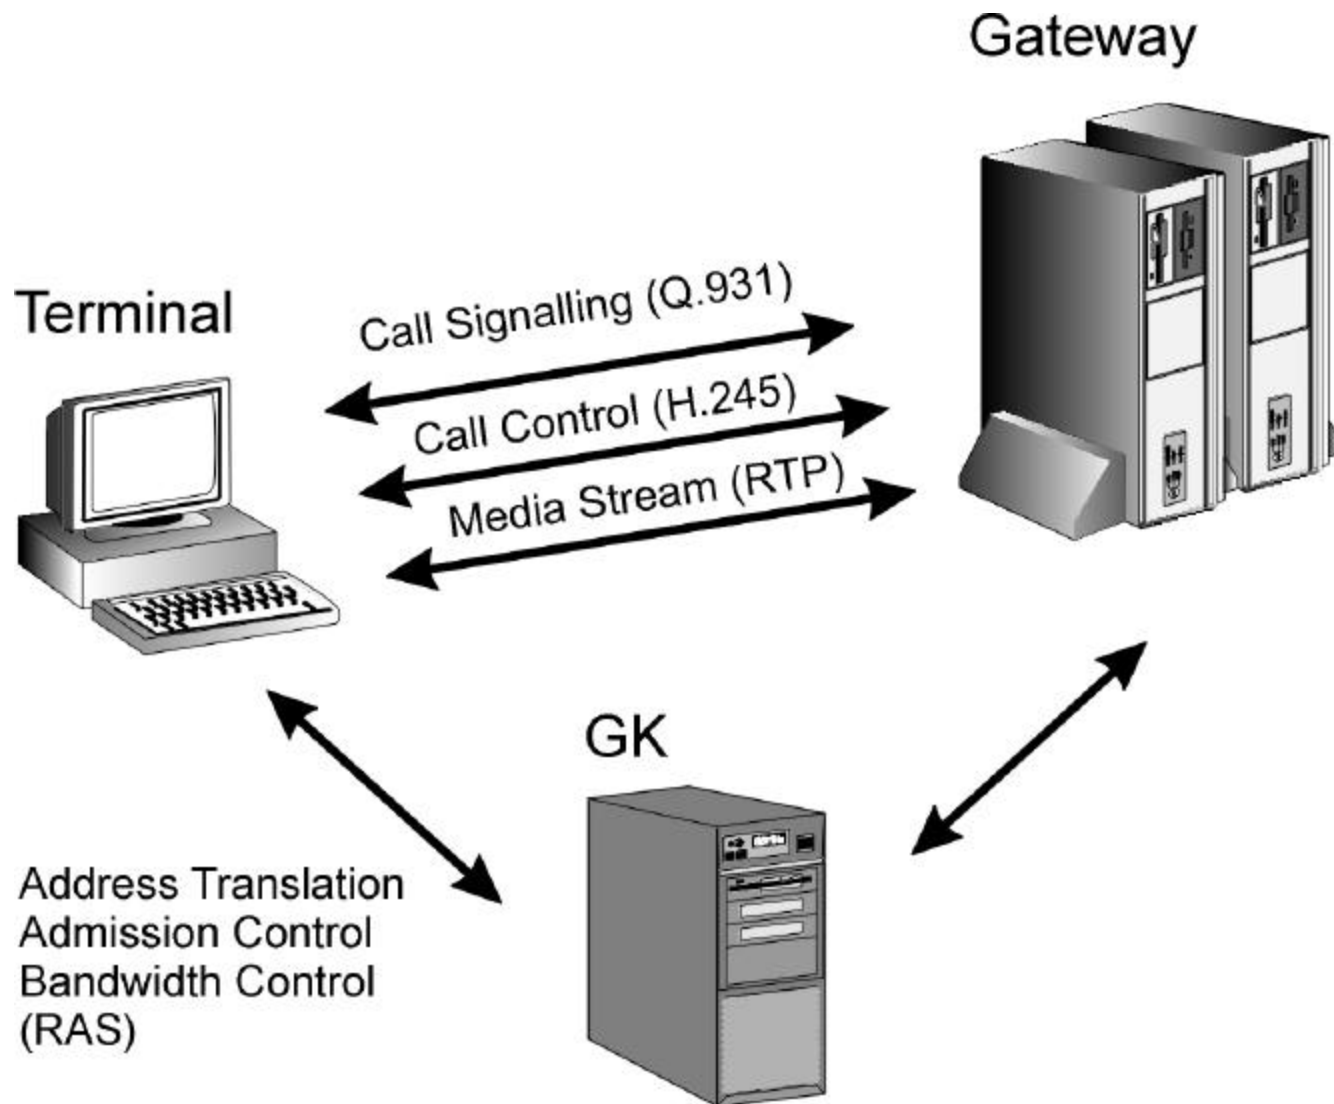 Gateway
Terminal
Call Signalling (Q.931)
Call Control (H.245)
Media Stream (RTP)
GK
Address Translation
Admission Control
Bandwidth Control
(RAS)